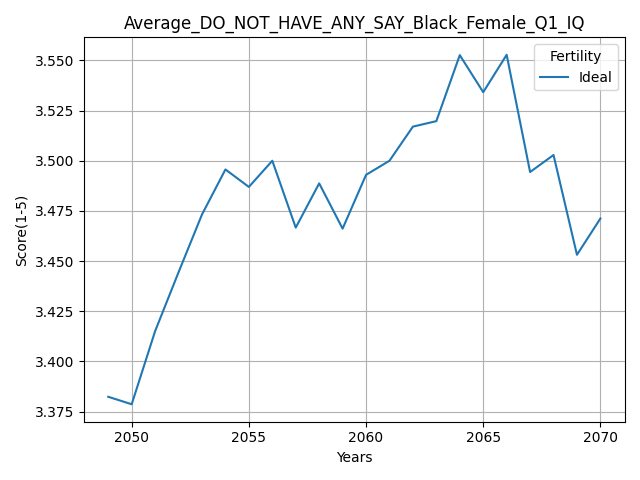 Average_DO_NOT_HAVE_ANY_SAY_Black_Female_Q1_IQ
Fertility
Ideal
3.550
3.525
3.500
3.475
3.450
3.425
3.400
3.375
Score(1-5)
2050 2055 2060 2065 2070
Years